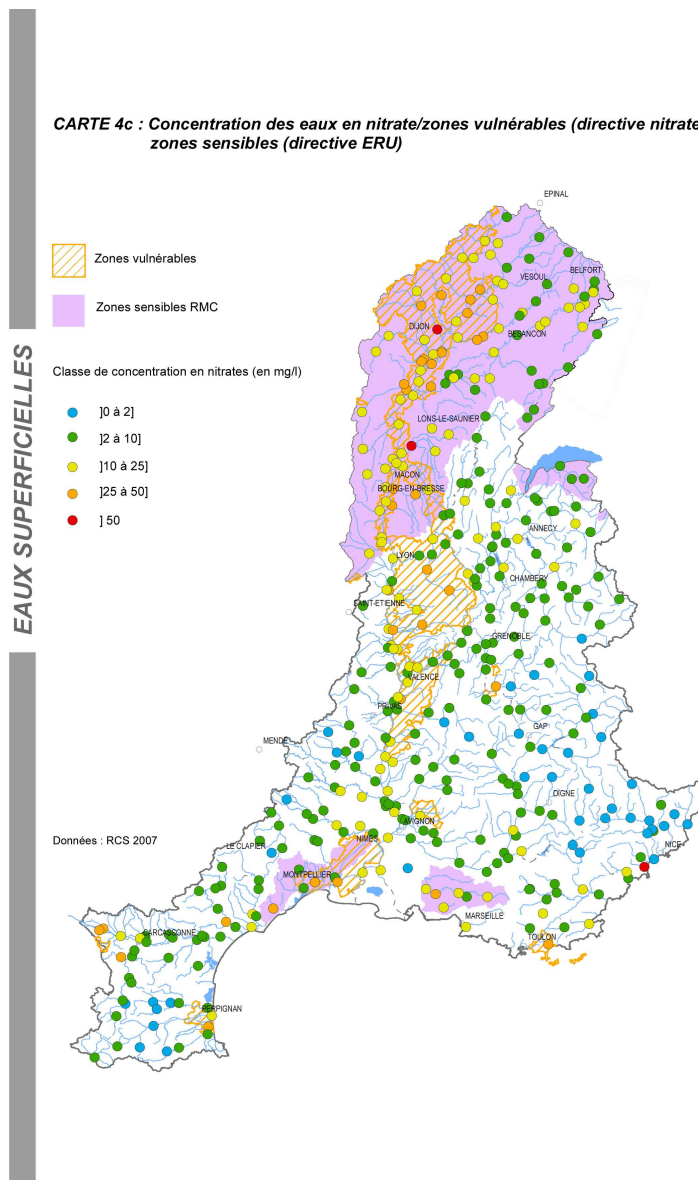 EAUX SUPERFICIELLES
CARTE 4c : Concentration des eaux en nitrate/zones vulnérables (directive nitrate
zones sensibles (directive ERU)
Zones vulnérables
Zones sensibles RMC
Classe de concentration en nitrates (en mg/l)
]0 à 2]
]2 à 10]
]10 à 25]
]25 à 50]
] 50
Données : RCS 2007
EPINAL
VESOUL
BELFORT
DIJON
BESANCON
LONS-LE-SAUNIER
MACON
BOURG-EN-BRESSE
ANNECY
LYON
CHAMBERY
SAINT-ETIENNE
GRENOBLE
VALENCE
PRIVAS
GAP
MENDE
DIGNE
AVIGNON
NIMES
LE CLAPIER
NICE
MONTPELLIER
MARSEILLE
CARCASSONNE
TOULON
PERPIGNAN